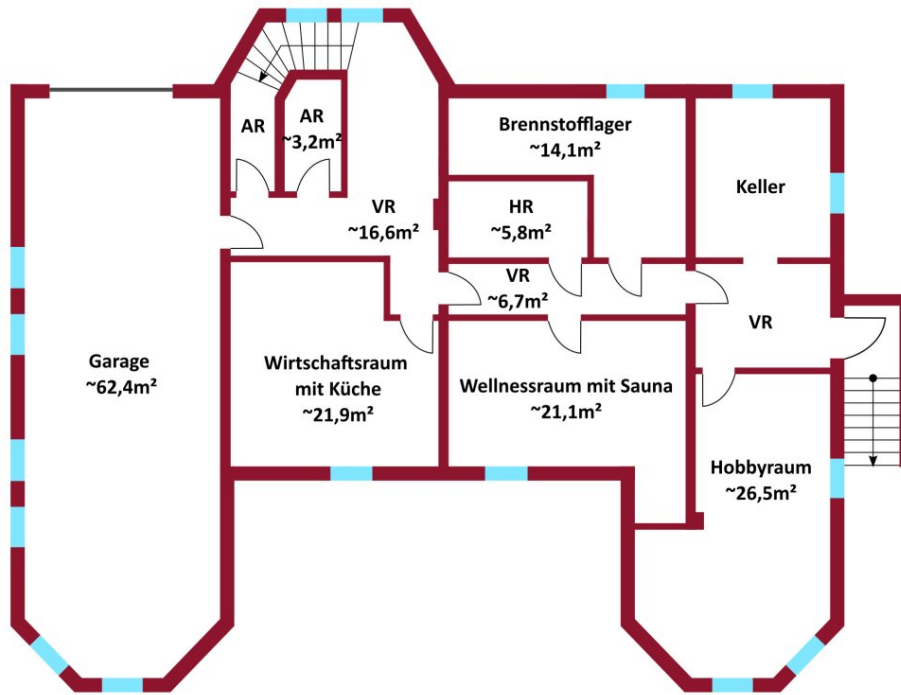 AR
AR
~3,2m²
Brennstofflager
~14,1m²
Keller
VR
~16,6m²
HR
~5,8m²
VR
~6,7m²
VR
Garage
~62,4m²
Wirtschaftsraum
mit Küche
~21,9m²
Wellnessraum mit Sauna
~21,1m²
Hobbyraum
~26,5m²